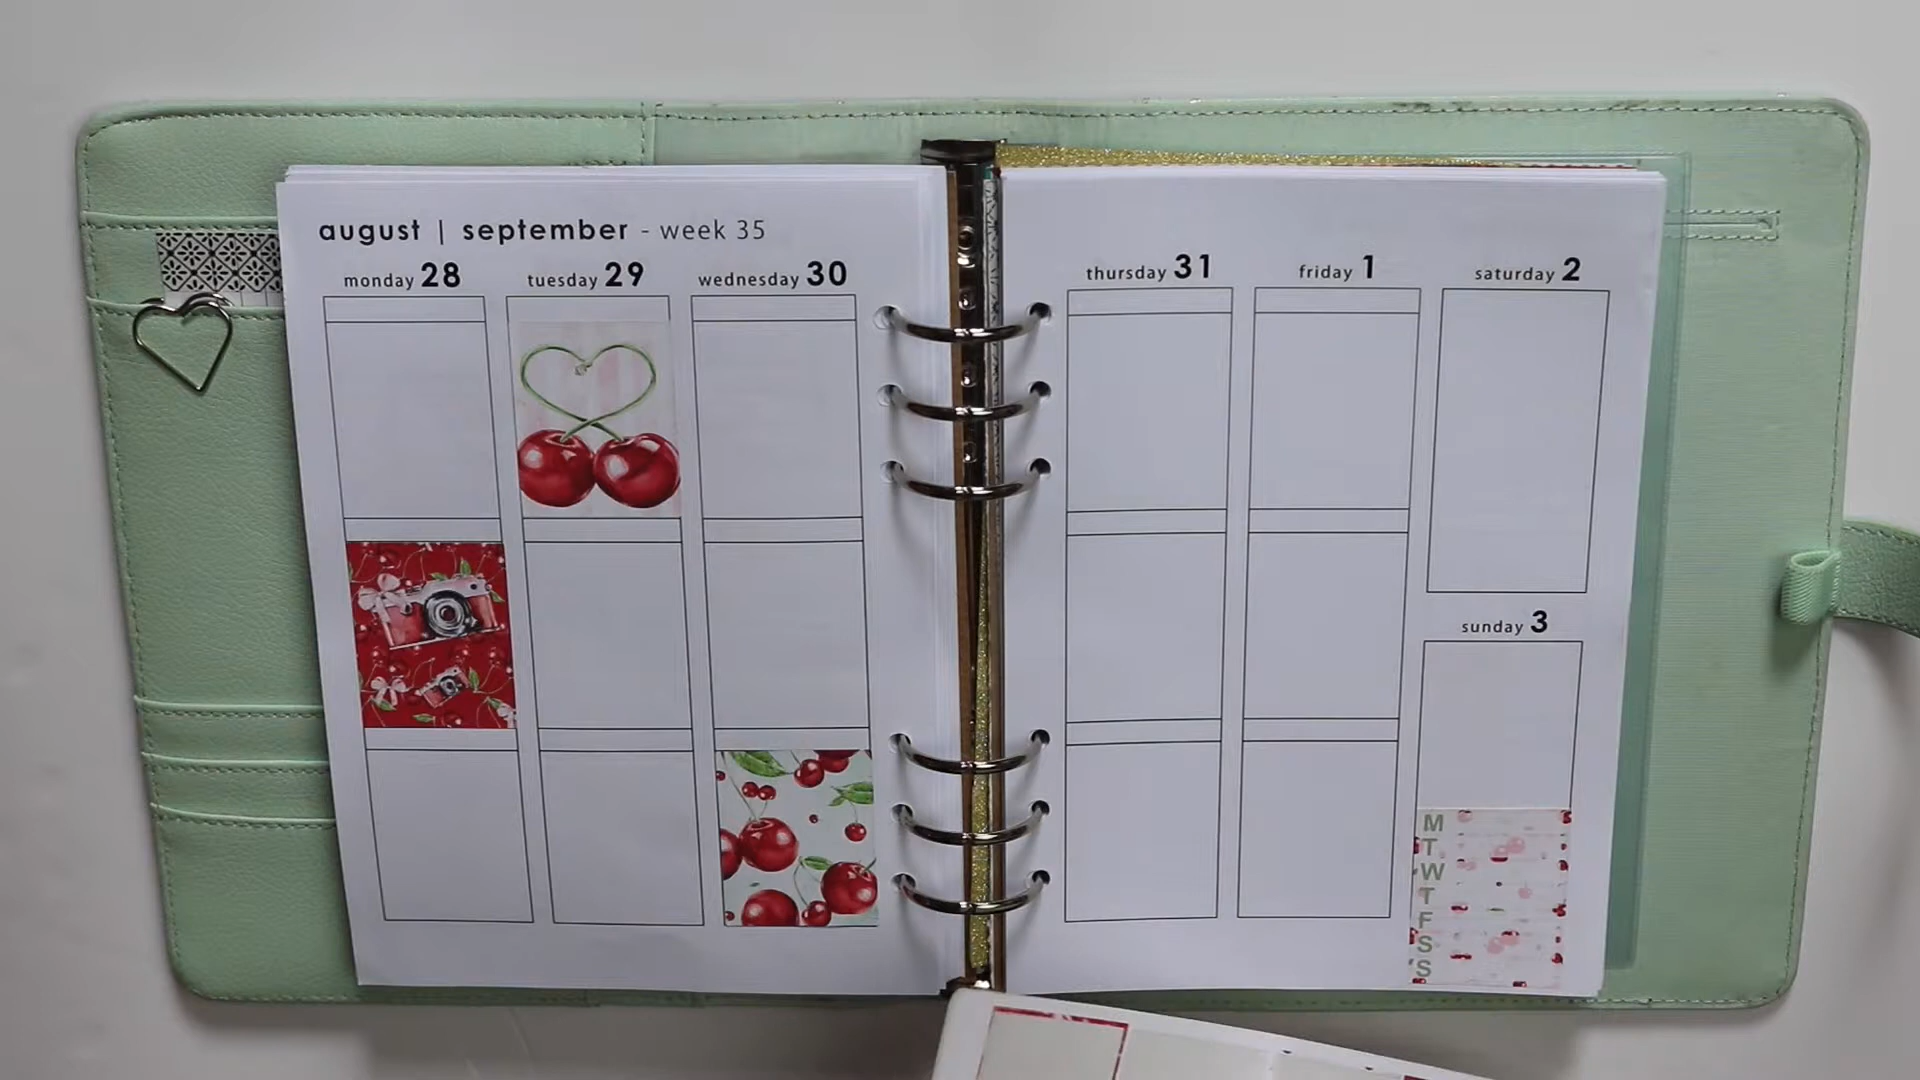 august | september - week 35
monday 28
tuesday 29
wednesday 30
thursday 31
friday 1
saturday 2
sunday 3
M
T
W
T
F
S
S